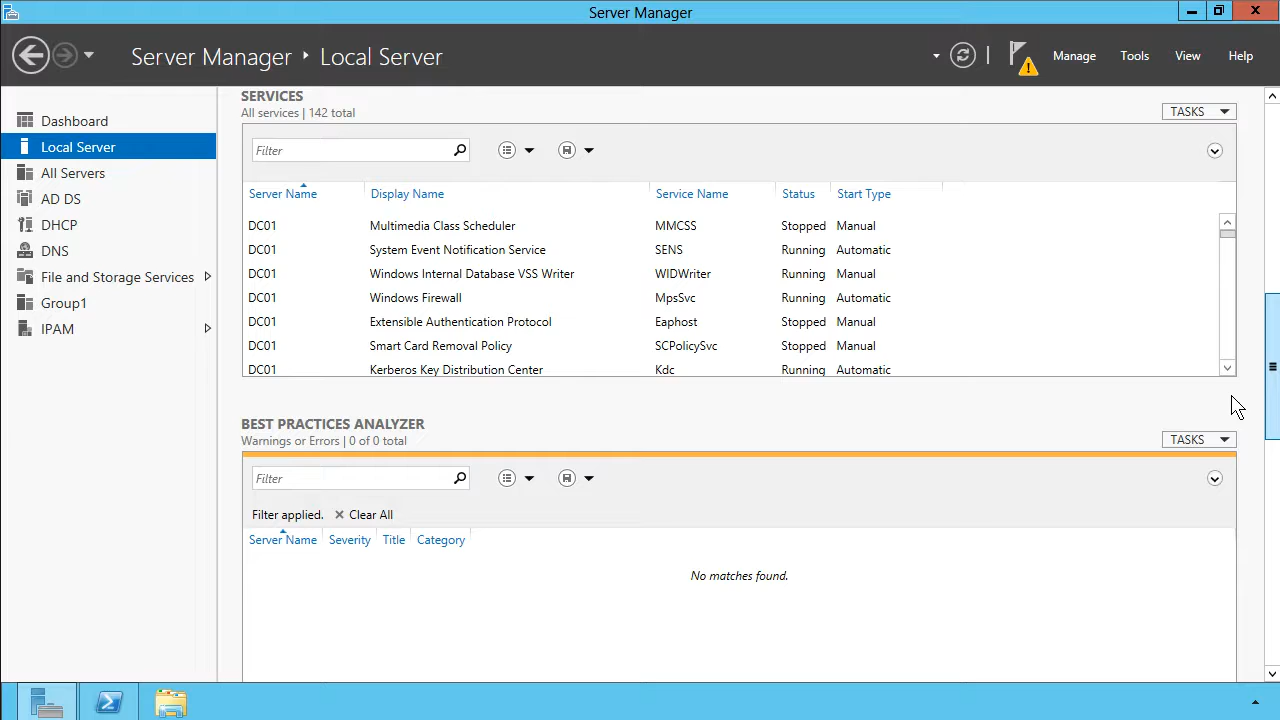 Server Manager
Server Manager ‣ Local Server
Manage Tools View Help
Dashboard
Local Server
All Servers
AD DS
DHCP
DNS
File and Storage Services
Group1
IPAM
SERVICES
All services | 142 total
TASKS
Filter
Server Name Display Name Service Name Status Start Type
DC01 Multimedia Class Scheduler MMCSS Stopped Manual
DC01 System Event Notification Service SENS Running Automatic
DC01 Windows Internal Database VSS Writer WIDWriter Running Manual
DC01 Windows Firewall MpsSvc Running Automatic
DC01 Extensible Authentication Protocol Eaphost Stopped Manual
DC01 Smart Card Removal Policy SCPolicySvc Stopped Manual
DC01 Kerberos Key Distribution Center Kdc Running Automatic
BEST PRACTICES ANALYZER
Warnings or Errors | 0 of 0 total
TASKS
Filter
Filter applied. Clear All
Server Name Severity Title Category
No matches found.